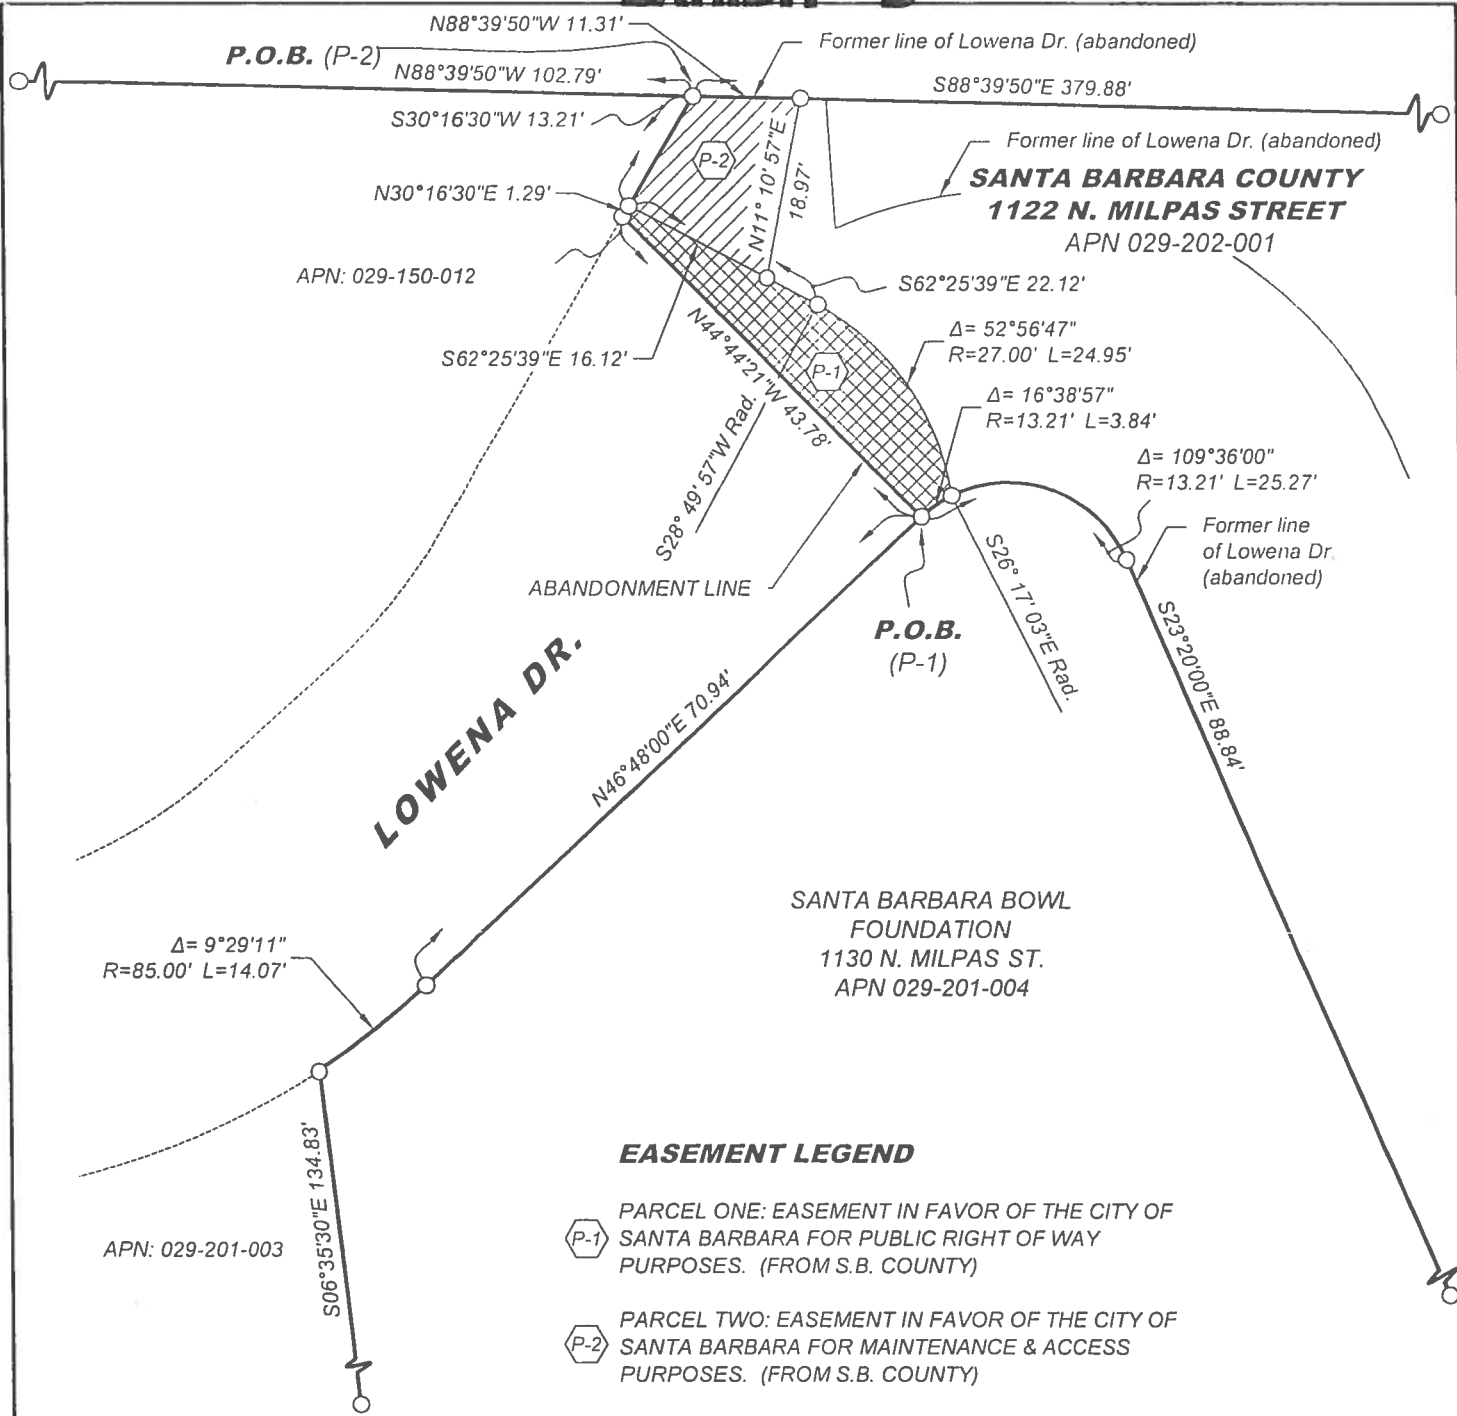 N88°39'50"W 11.31'
Former line of Lowena Dr. (abandoned)
P.O.B. (P-2)
N88°39'50"W 102.79'
S88°39'50"E 379.88'
S30°16'30"W 13.21'
Former line of Lowena Dr. (abandoned)
P-2
N11° 10' 57"E
18.97'
SANTA BARBARA COUNTY
1122 N. MILPAS STREET
APN 029-202-001
N30°16'30"E 1.29'
APN: 029-150-012
S62°25'39"E 22.12'
S62°25'39"E 16.12'
N44°44'21"W 43.78'
P-1
Δ= 52°56'47"
R=27.00' L=24.95'
Δ= 16°38'57"
R=13.21' L=3.84'
S28° 49' 57"W Rad.
Δ= 109°36'00"
R=13.21' L=25.27'
Former line
of Lowena Dr.
(abandoned)
ABANDONMENT LINE
S26° 17' 03"E Rad.
P.O.B.
(P-1)
S23°20'00"E 88.84'
LOWENA DR.
N46°48'00"E 70.94'
SANTA BARBARA BOWL
FOUNDATION
1130 N. MILPAS ST.
APN 029-201-004
Δ= 9°29'11"
R=85.00' L=14.07'
S06°35'30"E 134.83'
APN: 029-201-003
EASEMENT LEGEND
P-1
PARCEL ONE: EASEMENT IN FAVOR OF THE CITY OF
SANTA BARBARA FOR PUBLIC RIGHT OF WAY
PURPOSES. (FROM S.B. COUNTY)
P-2
PARCEL TWO: EASEMENT IN FAVOR OF THE CITY OF
SANTA BARBARA FOR MAINTENANCE & ACCESS
PURPOSES. (FROM S.B. COUNTY)